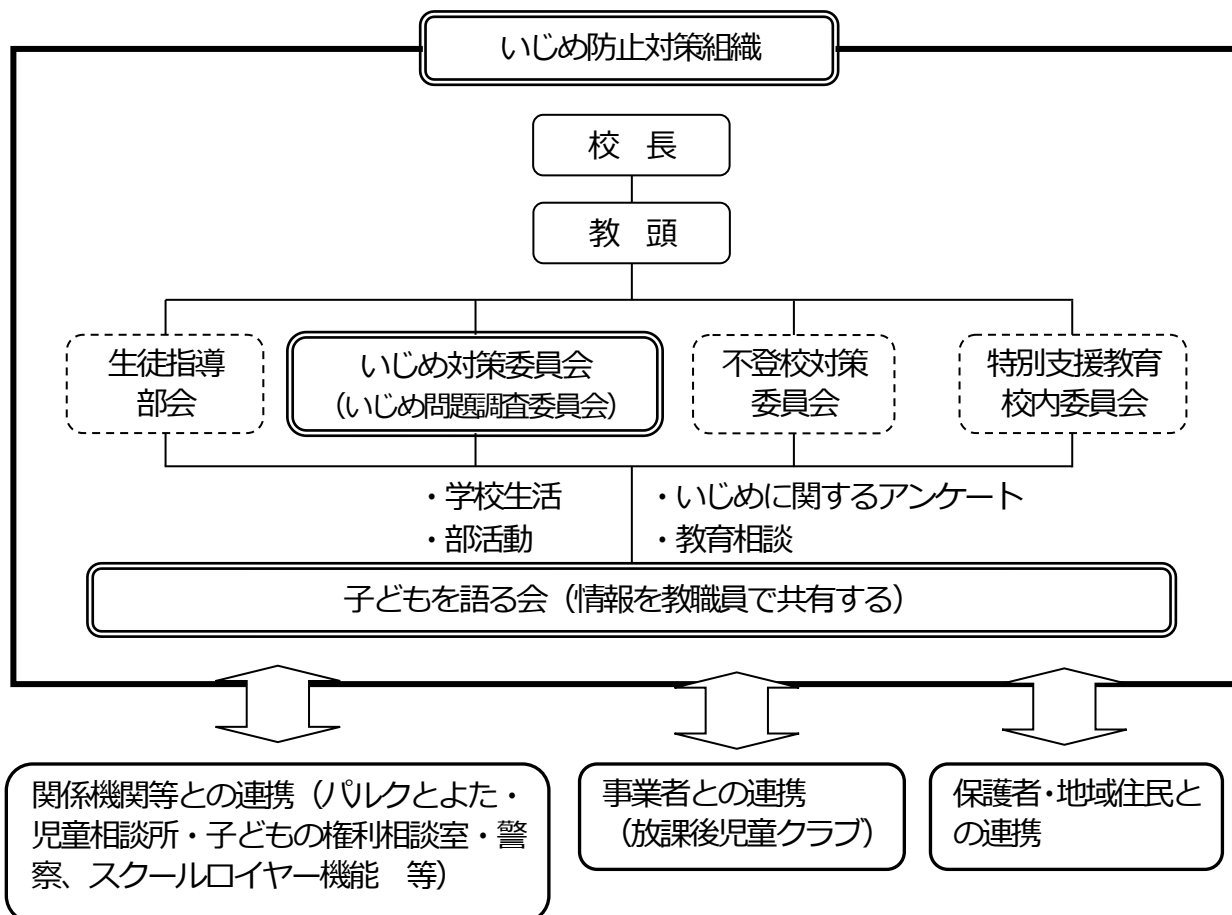 いじめ防止対策組織
校　長
教　頭
生徒指導
部会
いじめ対策委員会
（いじめ問題調査委員会）
不登校対策
委員会
特別支援教育
校内委員会
・学校生活
・部活動
・いじめに関するアンケート
・教育相談
子どもを語る会（情報を教職員で共有する）
関係機関等との連携（パルクとよた・
児童相談所・子どもの権利相談室・警
察、スクールロイヤー機能　等）
事業者との連携
（放課後児童クラブ）
保護者・地域住民と
の連携